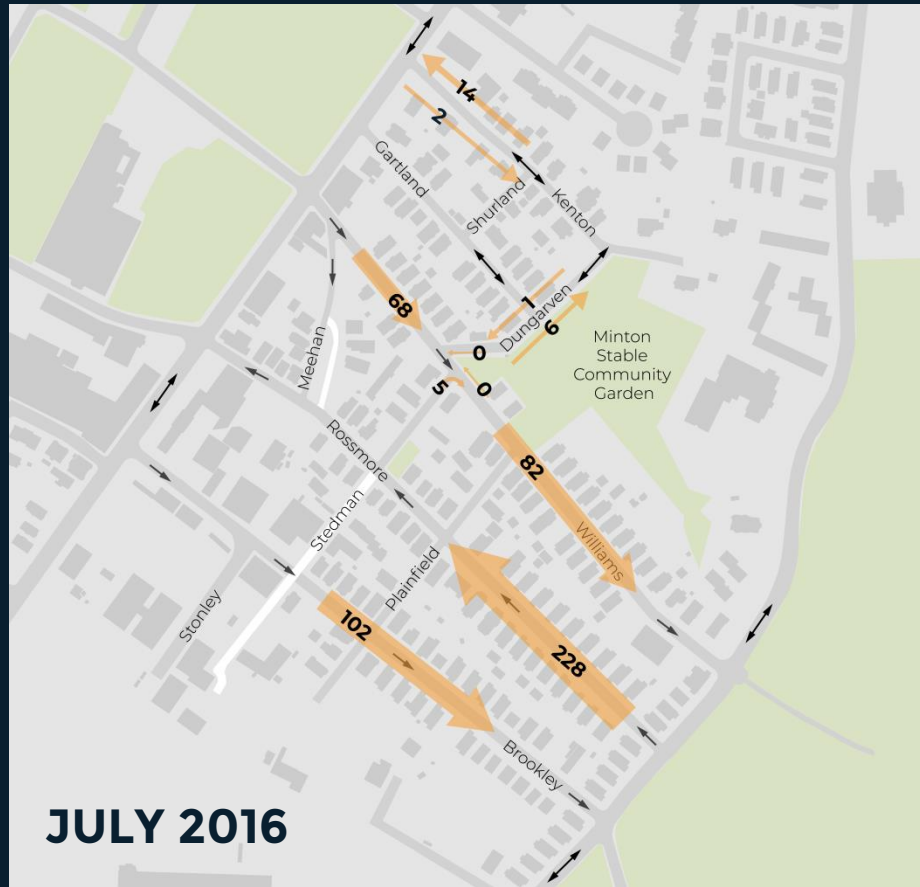 14
2
Gartland
Shurland
Kenton
68
1
Dungarven
6
Meehan
0
5
0
Minton
Stable
Community
Garden
Rossmore
82
Stedman
Williams
Plainfield
Stonley
102
228
Brookley
JULY 2016